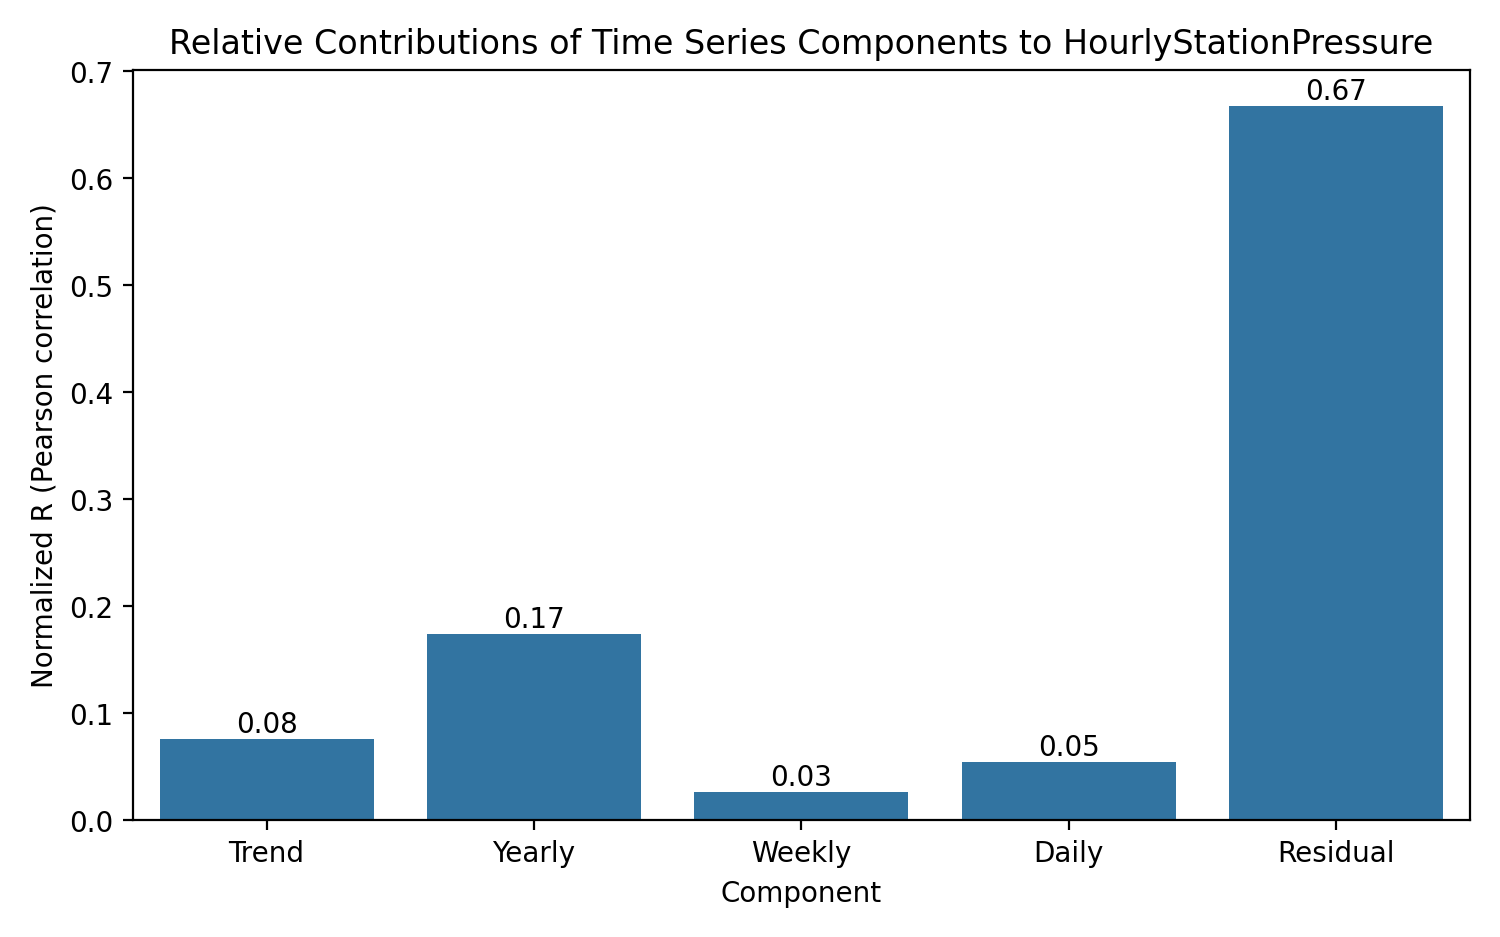 Relative Contributions of Time Series Components to HourlyStationPressure
Normalized R (Pearson correlation)
0.7
0.6
0.5
0.4
0.3
0.2
0.1
0.0
0.08
0.17
0.03
0.05
0.67
Trend
Yearly
Weekly
Daily
Residual
Component